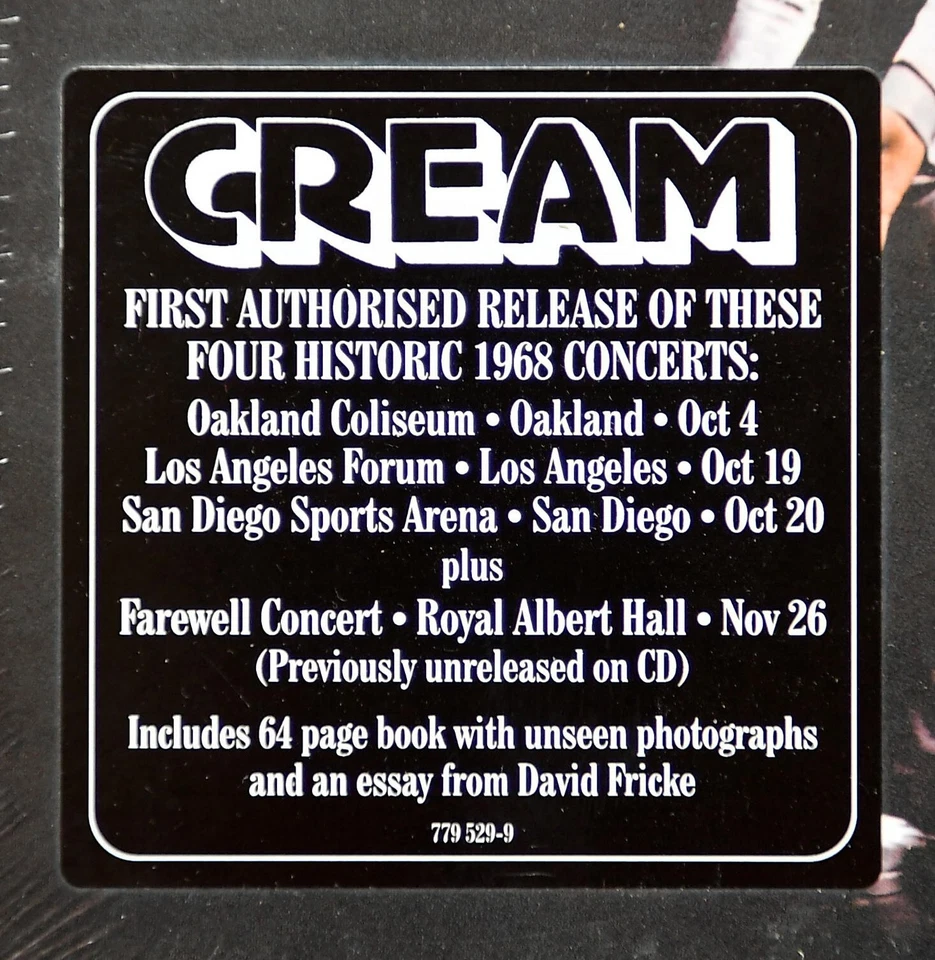 CREAM
FIRST AUTHORISED RELEASE OF THESE
FOUR HISTORIC 1968 CONCERTS:
Oakland Coliseum • Oakland • Oct 4
Los Angeles Forum • Los Angeles • Oct 19
San Diego Sports Arena • San Diego • Oct 20
plus
Farewell Concert • Royal Albert Hall • Nov 26
(Previously unreleased on CD)
Includes 64 page book with unseen photographs
and an essay from David Fricke
779 529-9